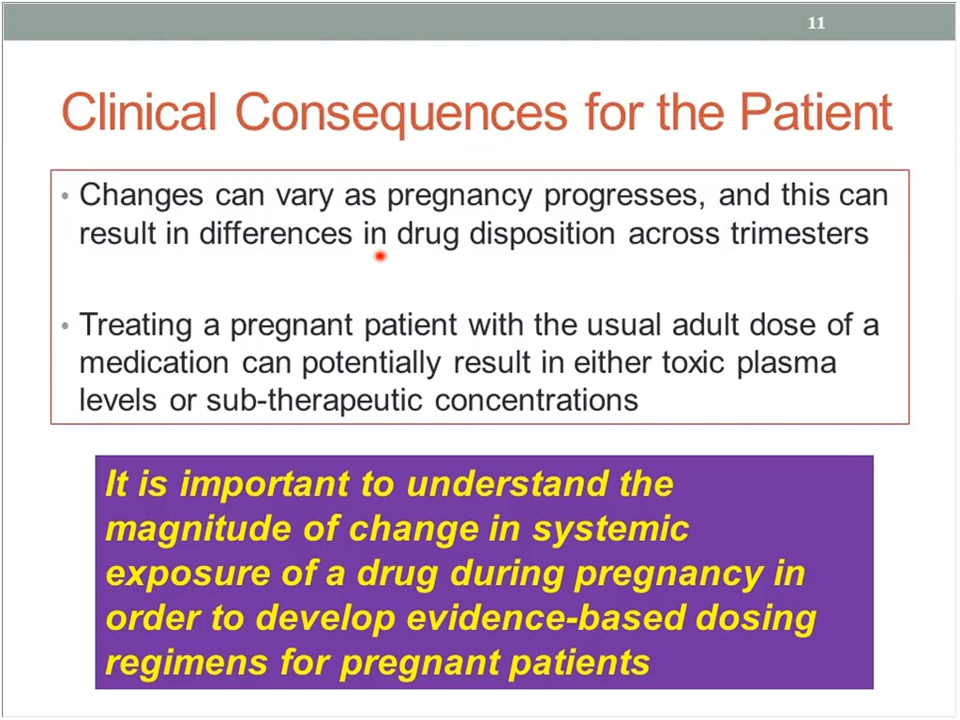 11
Clinical Consequences for the Patient
• Changes can vary as pregnancy progresses, and this can
result in differences in drug disposition across trimesters
• Treating a pregnant patient with the usual adult dose of a
medication can potentially result in either toxic plasma
levels or sub-therapeutic concentrations
It is important to understand the
magnitude of change in systemic
exposure of a drug during pregnancy in
order to develop evidence-based dosing
regimens for pregnant patients